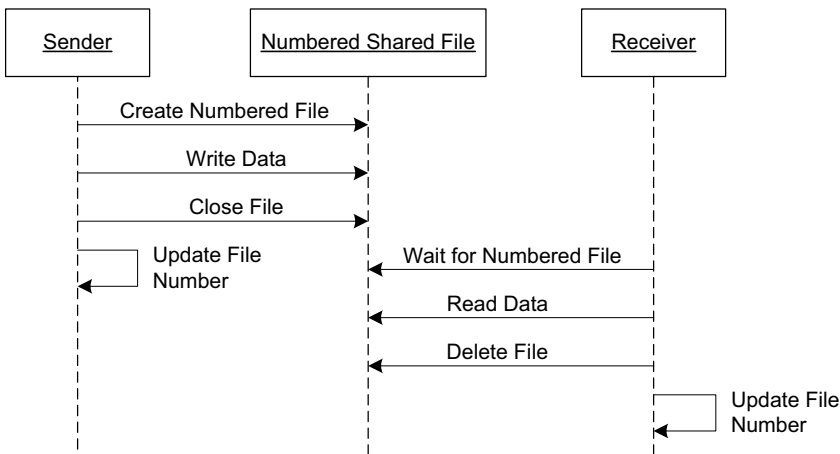 Sender
Numbered Shared File
Receiver
Create Numbered File
Write Data
Close File
Update File
Number
Wait for Numbered File
Read Data
Delete File
Update File
Number